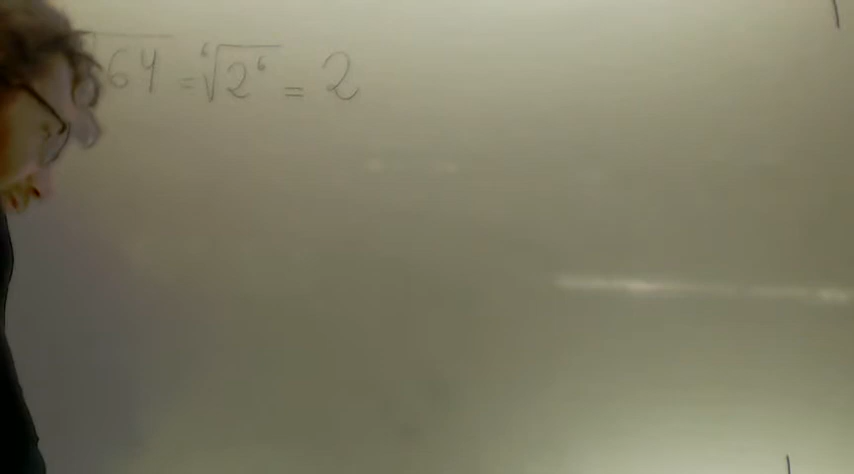 √64 = ⁶√2⁶ = 2